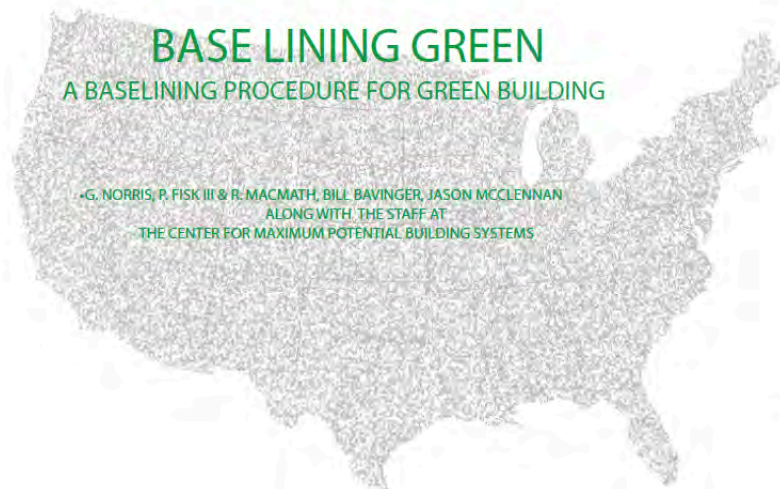 BASE LINING GREEN
A BASELINING PROCEDURE FOR GREEN BUILDING
•G. NORRIS, P. FISK III & R. MACMATH, BILL BAVINGER, JASON MCCLENNAN
ALONG WITH THE STAFF AT
THE CENTER FOR MAXIMUM POTENTIAL BUILDING SYSTEMS